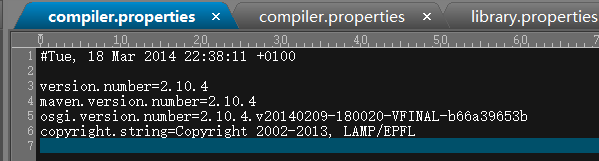 compiler.properties compiler.properties library.properties
0 10 20 30 40 50 60 7
1 #Tue, 18 Mar 2014 22:38:11 +0100
2
3 version.number=2.10.4
4 maven.version.number=2.10.4
5 osgi.version.number=2.10.4.v20140209-180020-VFINAL-b66a39653b
6 copyright.string=Copyright 2002-2013, LAMP/EPFL
7